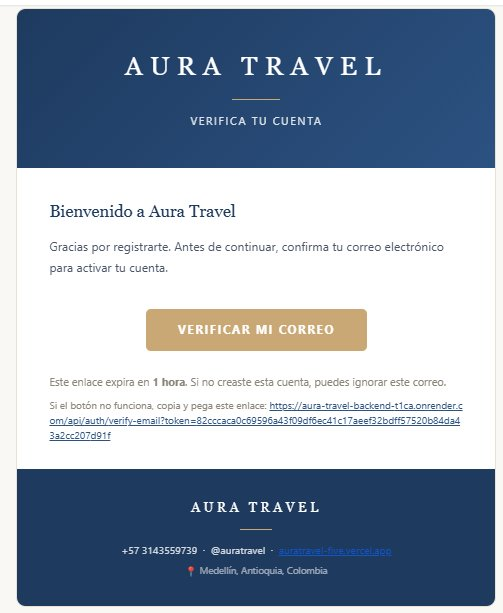 AURA TRAVEL
VERIFICA TU CUENTA
Bienvenido a Aura Travel
Gracias por registrarte. Antes de continuar, confirma tu correo electrónico
para activar tu cuenta.
VERIFICAR MI CORREO
Este enlace expira en 1 hora. Si no creaste esta cuenta, puedes ignorar este correo.
Si el botón no funciona, copia y pega este enlace: https://aura-travel-backend-t1ca.onrender.c
om/api/auth/verify-email?token=82cccaca0c69596a43f09df6ec41c17aeef32bdff57520b84da4
3a2cc207d91f
AURA TRAVEL
+57 3143559739 · @auratravel · auratravel-five.vercel.app
📍 Medellín, Antioquia, Colombia